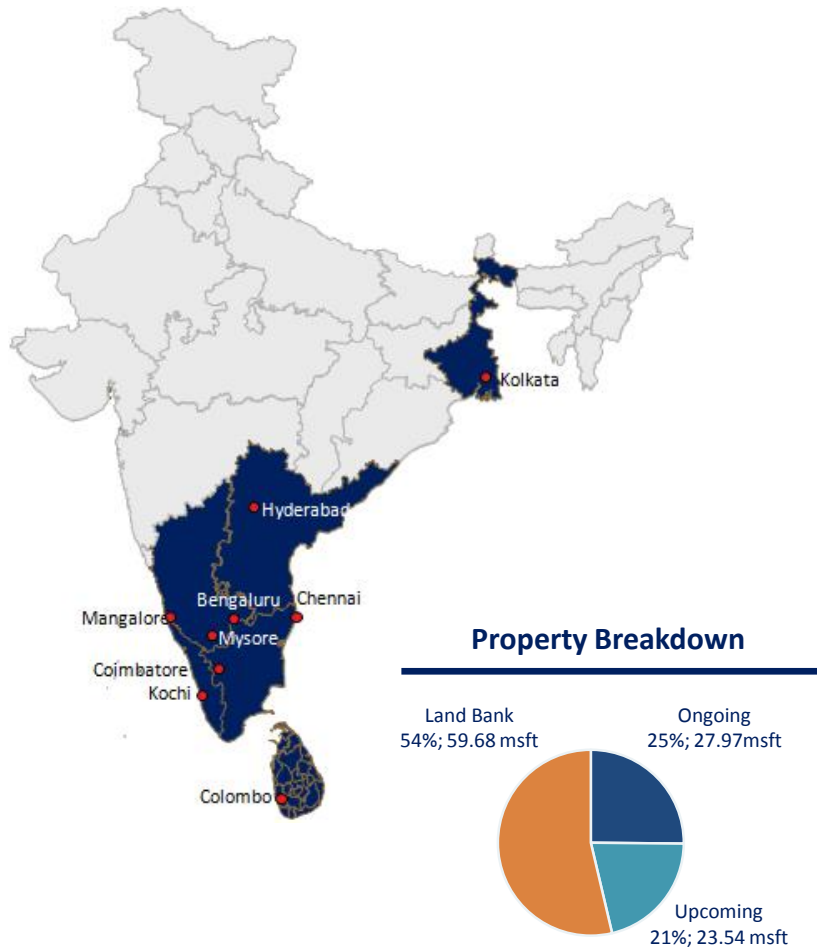 Kolkata
Hyderabad
Bengaluru
Chennai
Mangalore
Mysore
Coimbatore
Kochi
Colombo
Property Breakdown
Land Bank
54%; 59.68 msft
Ongoing
25%; 27.97msft
Upcoming
21%; 23.54 msft